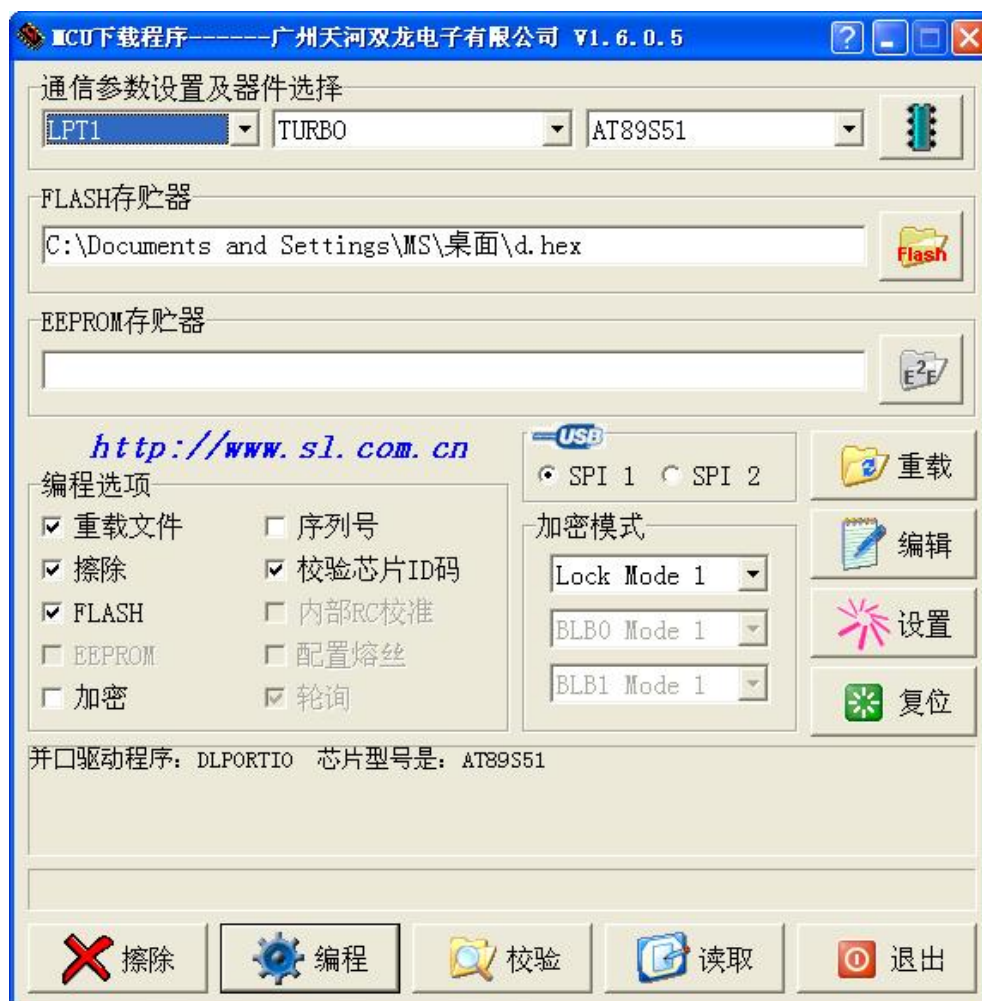 MCU下载程序------广州天河双龙电子有限公司 V1.6.0.5
通信参数设置及器件选择
LPT1 TURBO AT89S51
FLASH存贮器
C:\Documents and Settings\MS\桌面\d.hex
Flash
EEPROM存贮器
E2E
http://www.sl.com.cn
USB
SPI 1 SPI 2
重载
编程选项
重载文件 序列号
擦除 校验芯片ID码
FLASH 内部RC校准
EEPROM 配置熔丝
加密 轮询
加密模式
Lock Mode 1
BLB0 Mode 1
BLB1 Mode 1
编辑
设置
复位
并口驱动程序: DLPORTIO 芯片型号是: AT89S51
擦除 编程 校验 读取 退出